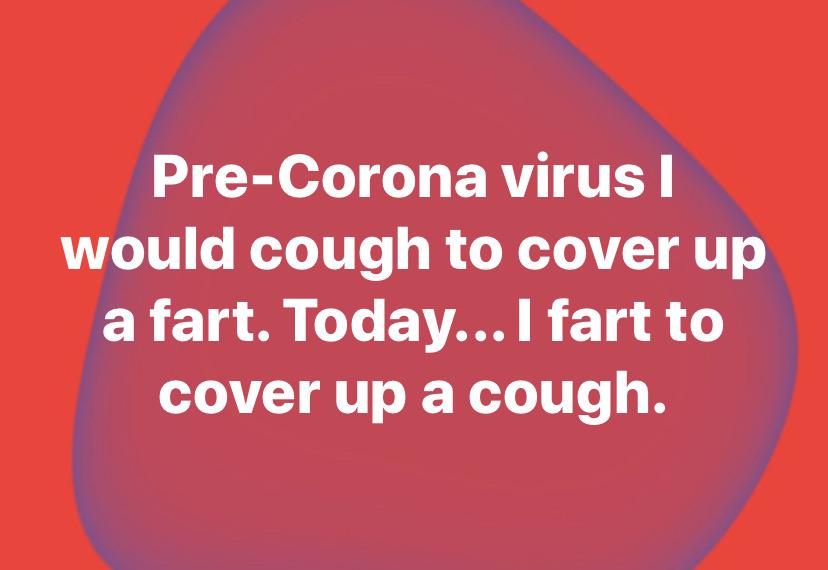 Pre-Corona virus I
would cough to cover up
a fart. Today... I fart to
cover up a cough.